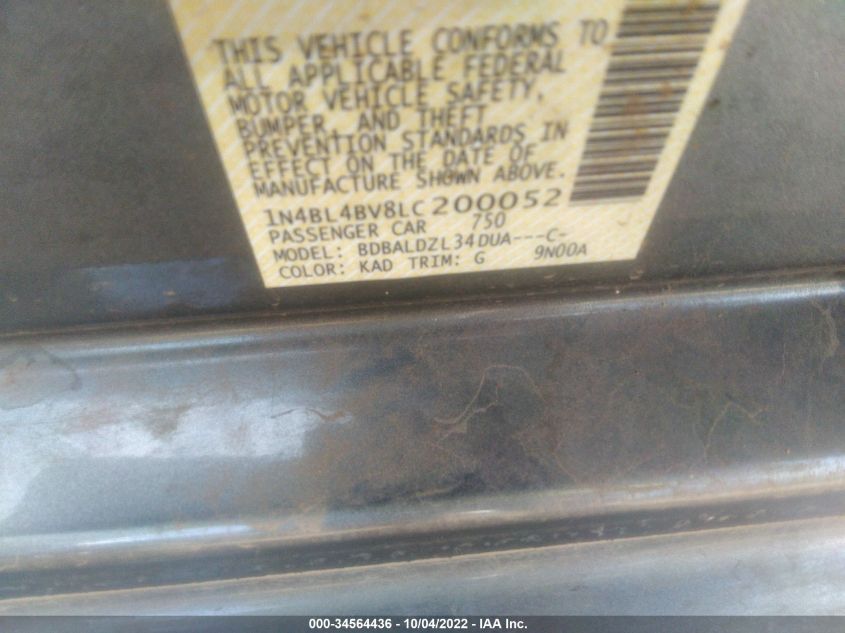 THIS VEHICLE CONFORMS TO
ALL APPLICABLE FEDERAL
MOTOR VEHICLE SAFETY,
BUMPER, AND THEFT
PREVENTION STANDARDS IN
EFFECT ON THE DATE OF
MANUFACTURE SHOWN ABOVE.
1N4BL4BV8LC200052
PASSENGER CAR 750
MODEL: BDBALDZL34DUA---C-
COLOR: KAD TRIM: G 9N00A
000-34564436 - 10/04/2022 - IAA Inc.